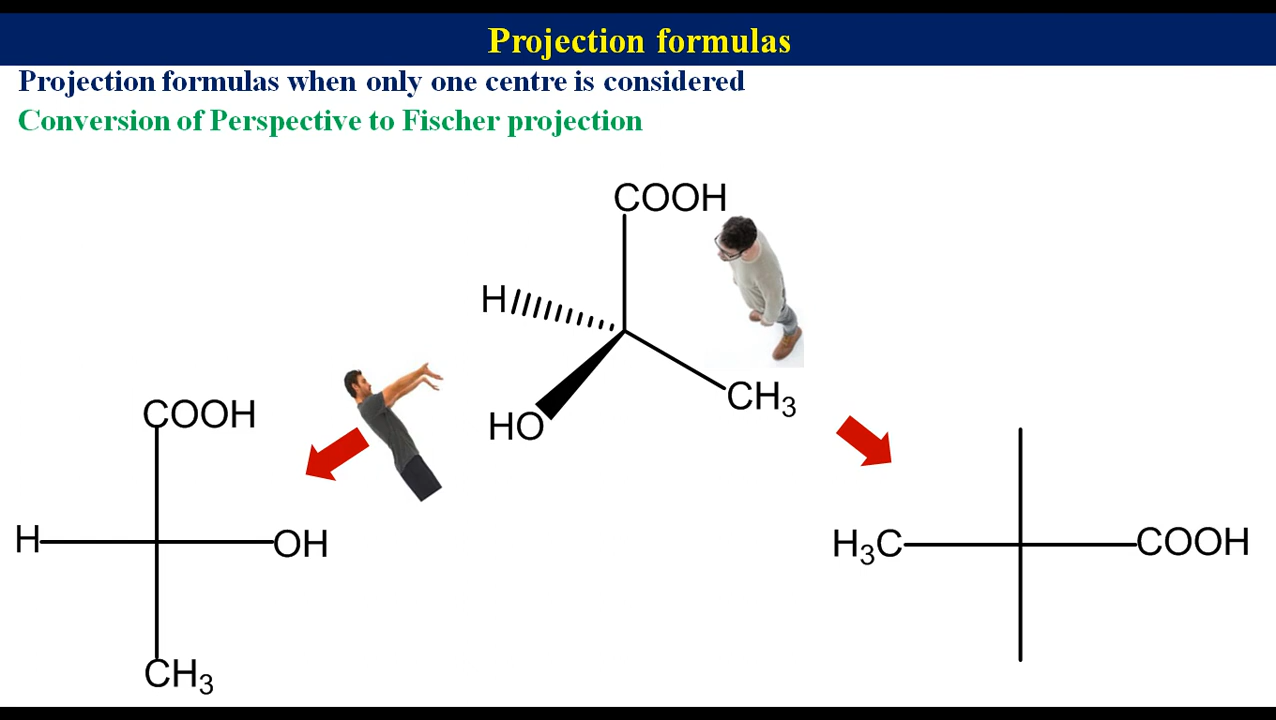 Projection formulas
Projection formulas when only one centre is considered
Conversion of Perspective to Fischer projection
COOH
H
CH₃
HO
COOH
H
OH
CH₃
H₃C
COOH